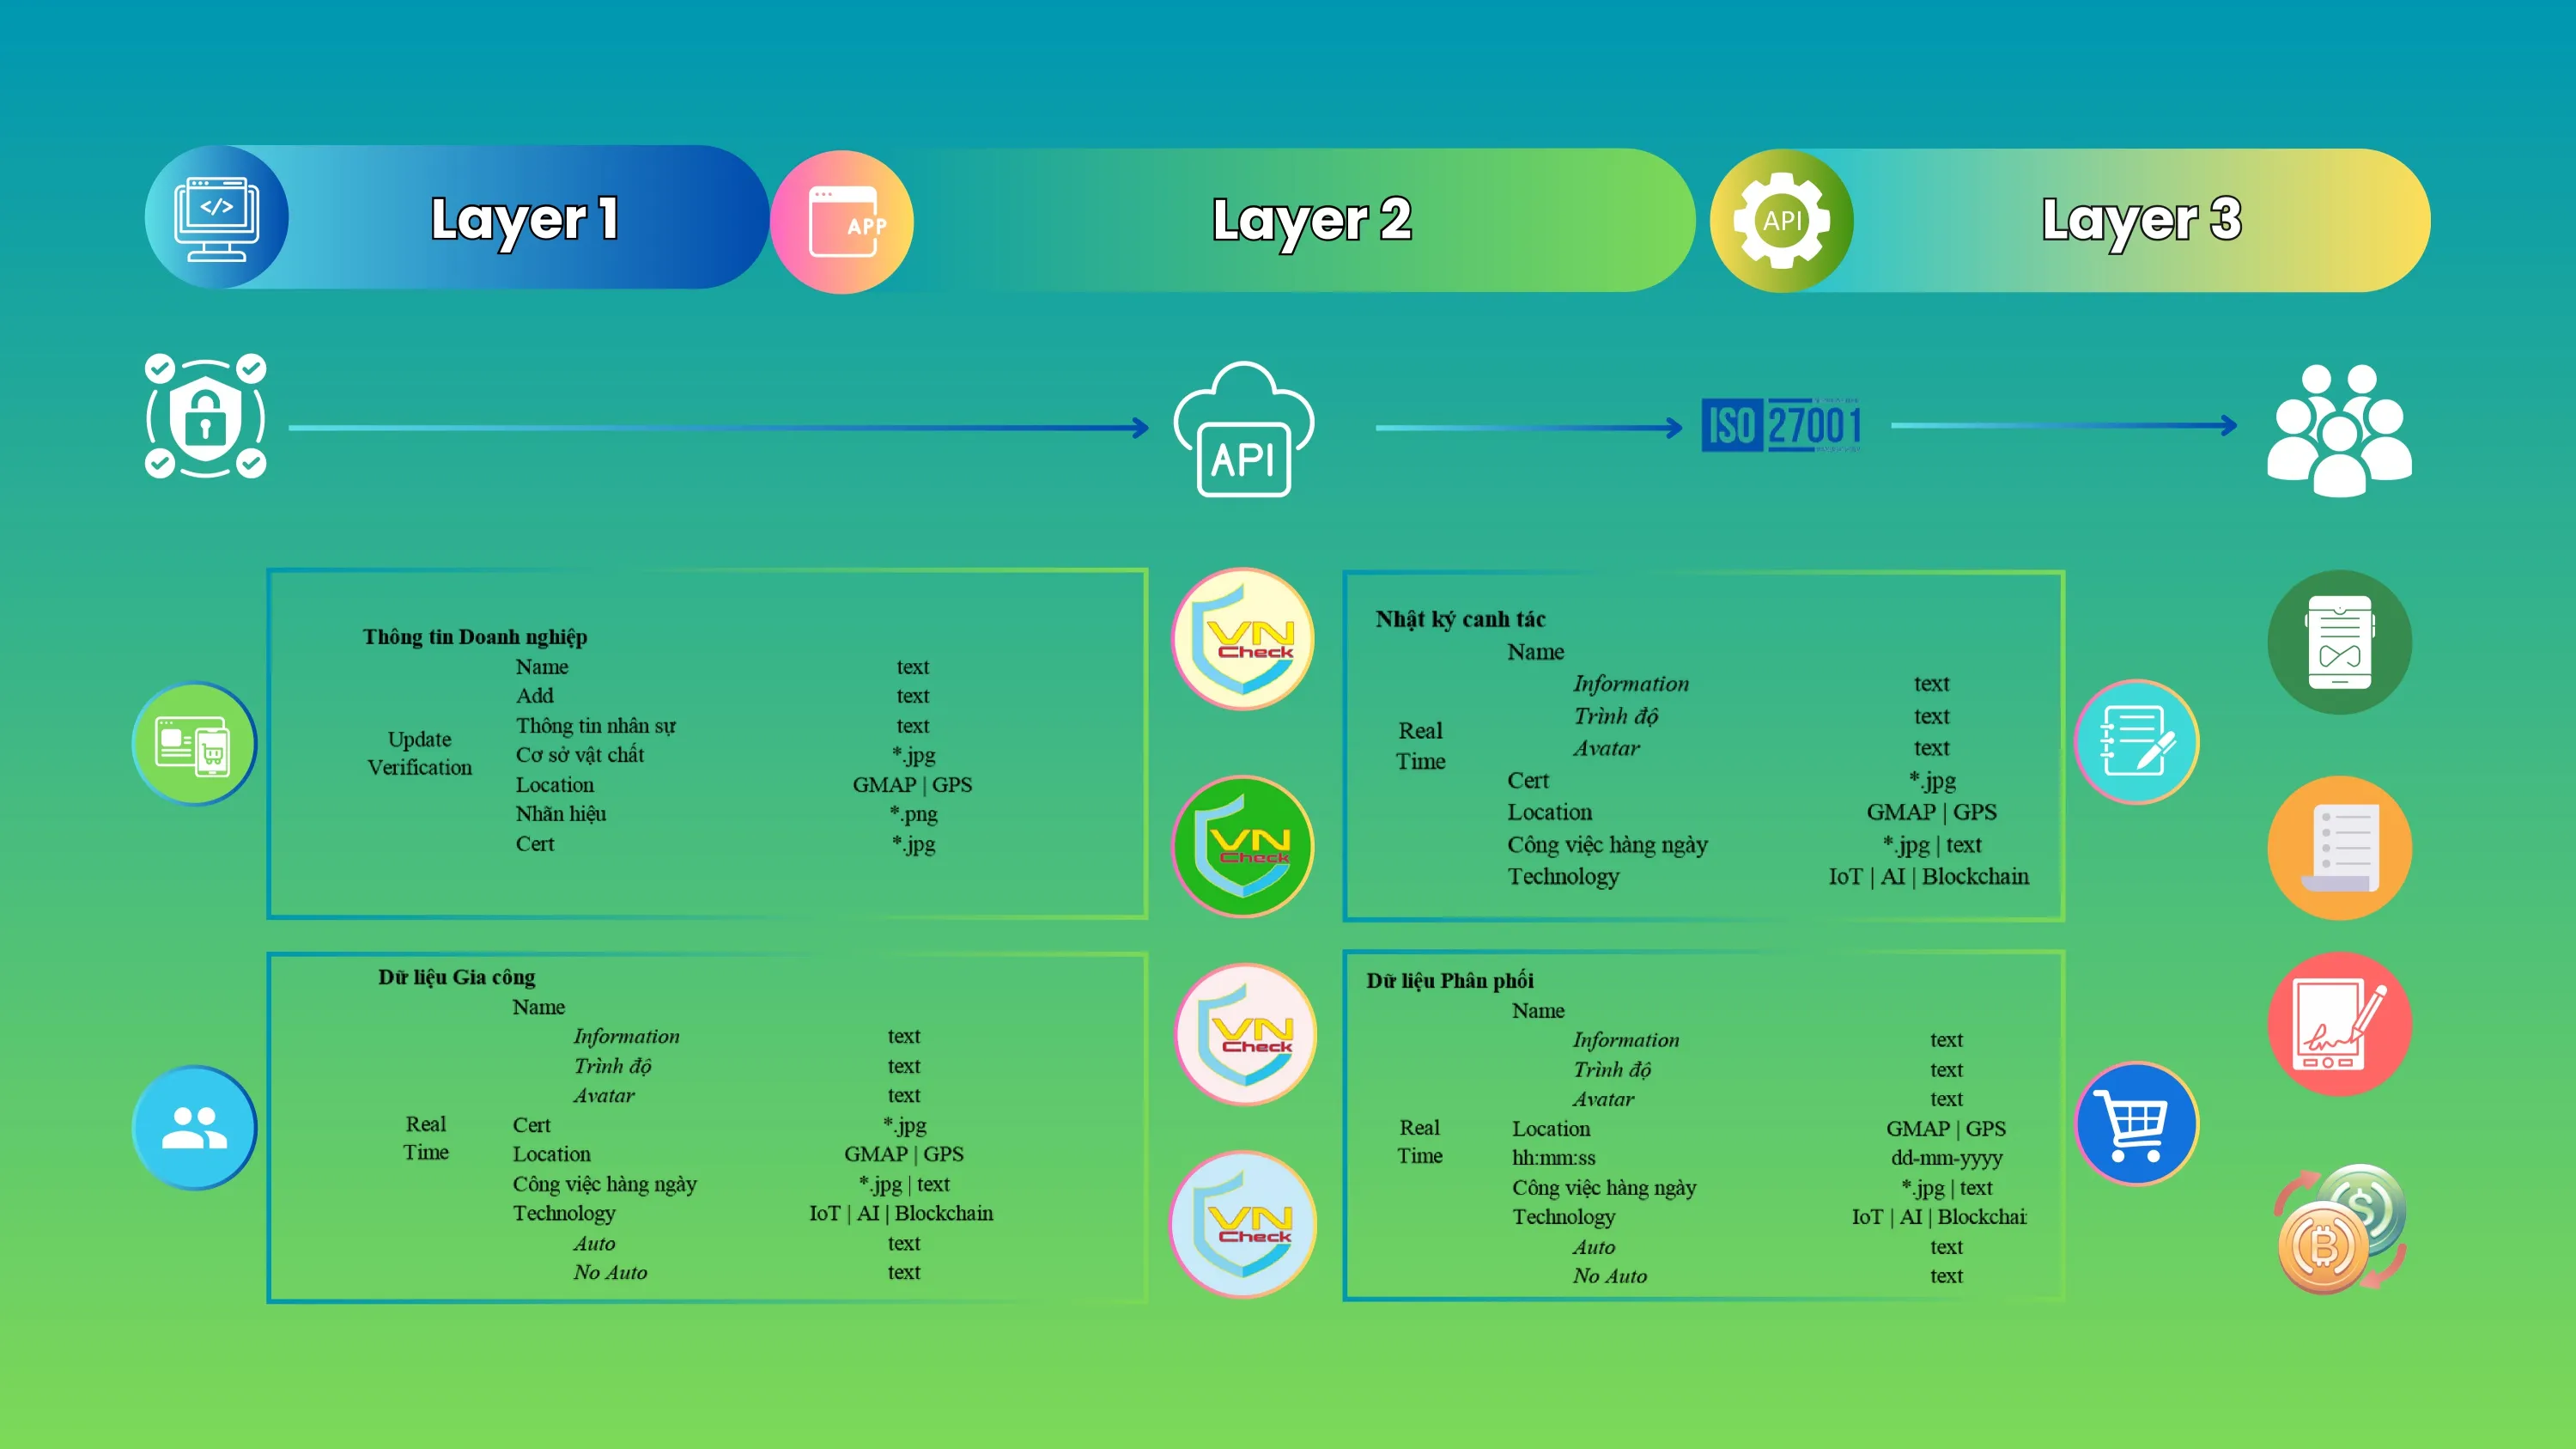 Layer 1
APP
Layer 2
API
Layer 3
API
ISO 27001
Thông tin Doanh nghiệp
Name text
Add text
Thông tin nhân sự text
Update
Verification
Cơ sở vật chất *.jpg
Location GMAP | GPS
Nhãn hiệu *.png
Cert *.jpg
VN
Check
VN
Check
Nhật ký canh tác
Name
Information text
Trình độ text
Real
Time
Avatar text
Cert *.jpg
Location GMAP | GPS
Công việc hàng ngày *.jpg | text
Technology IoT | AI | Blockchain
Dữ liệu Gia công
Name
Information text
Trình độ text
Avatar text
Real
Time
Cert *.jpg
Location GMAP | GPS
Công việc hàng ngày *.jpg | text
Technology IoT | AI | Blockchain
Auto text
No Auto text
VN
Check
VN
Check
Dữ liệu Phân phối
Name
Information text
Trình độ text
Avatar text
Real
Time
Location GMAP | GPS
hh:mm:ss dd-mm-yyyy
Công việc hàng ngày *.jpg | text
Technology IoT | AI | Blockchai
Auto text
No Auto text